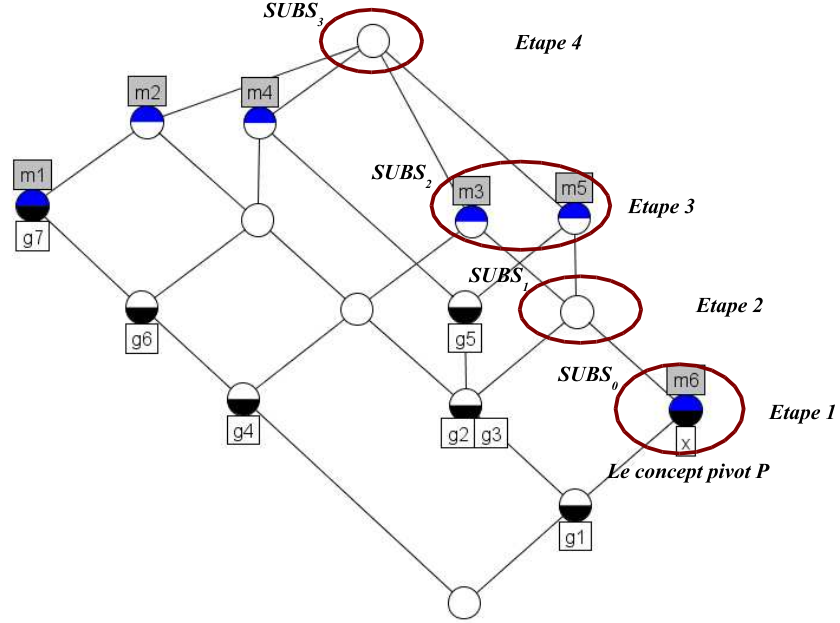 SUBS₃
Etape 4
m2
m4
SUBS₂
m1
m3
m5
Etape 3
g7
SUBS₁
Etape 2
g6
g5
SUBS₀
m6
Etape 1
g4
g2 g3
x
Le concept pivot P
g1